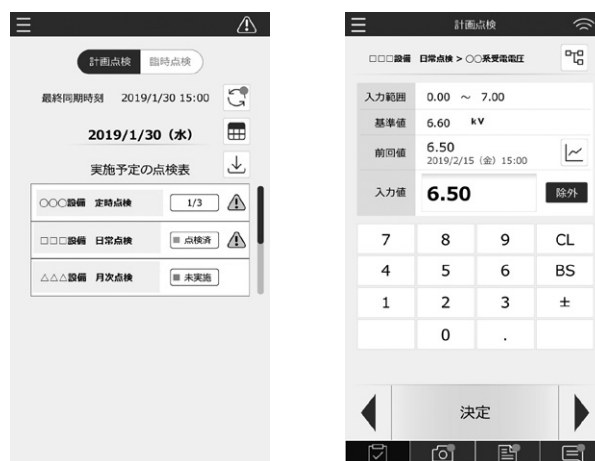 計画点検 臨時点検
最終同期時刻 2019/1/30 15:00
2019/1/30（水）
実施予定の点検表
○○○設備 定時点検 1/3
□□□設備 日常点検 ■ 点検済
△△△設備 月次点検 ■ 未実施
計画点検
□□□設備 日常点検 > ○○系受電電圧
入力範囲 0.00 ～ 7.00
基準値 6.60 kV
前回値 6.50
2019/2/15（金）15:00
入力値 6.50 除外
7 8 9 CL
4 5 6 BS
1 2 3 ±
0 .
決定